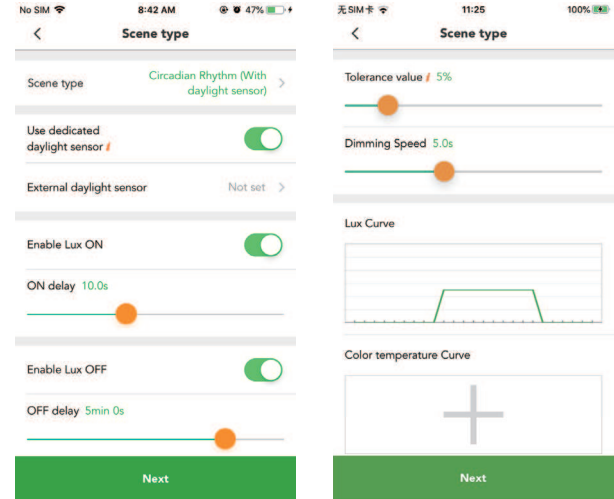 No SIM 8:42 AM 47%
Scene type
Scene type
Circadian Rhythm (With
daylight sensor)
Use dedicated
daylight sensor
External daylight sensor Not set
Enable Lux ON
ON delay 10.0s
Enable Lux OFF
OFF delay 5min 0s
Next
无SIM卡 11:25 100%
Scene type
Tolerance value 5%
Dimming Speed 5.0s
Lux Curve
Color temperature Curve
Next